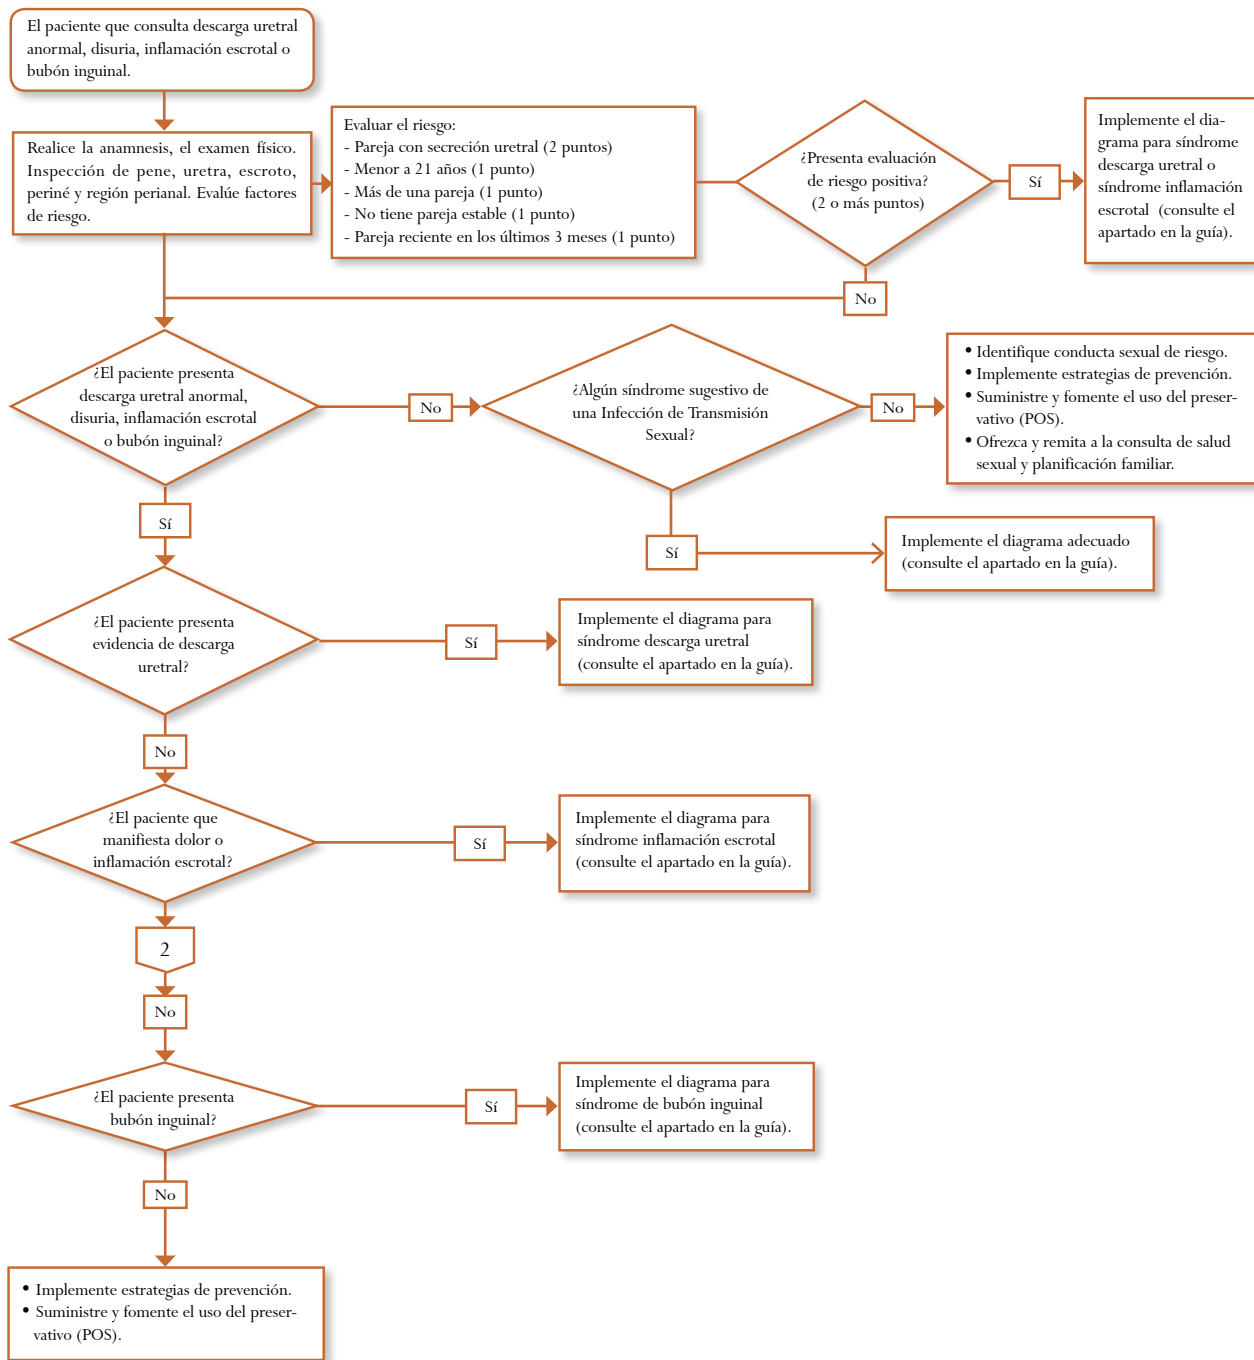 El paciente que consulta descarga uretral
anormal, disuria, inflamación escrotal o
bubón inguinal.
Realice la anamnesis, el examen físico.
Inspección de pene, uretra, escroto,
periné y región perianal. Evalúe factores
de riesgo.
Evaluar el riesgo:
- Pareja con secreción uretral (2 puntos)
- Menor a 21 años (1 punto)
- Más de una pareja (1 punto)
- No tiene pareja estable (1 punto)
- Pareja reciente en los últimos 3 meses (1 punto)
¿Presenta evaluación
de riesgo positiva?
(2 o más puntos)
Sí
Implemente el dia-
grama para síndrome
descarga uretral o
síndrome inflamación
escrotal (consulte el
apartado en la guía).
No
¿El paciente presenta
descarga uretral anormal,
disuria, inflamación escrotal
o bubón inguinal?
No
¿Algún síndrome sugestivo de
una Infección de Transmisión
Sexual?
No
• Identifique conducta sexual de riesgo.
• Implemente estrategias de prevención.
• Suministre y fomente el uso del preser-
vativo (POS).
• Ofrezca y remita a la consulta de salud
sexual y planificación familiar.
Sí
Sí
Implemente el diagrama adecuado
(consulte el apartado en la guía).
¿El paciente presenta
evidencia de descarga
uretral?
Sí
Implemente el diagrama para
síndrome descarga uretral
(consulte el apartado en la guía).
No
¿El paciente que
manifiesta dolor o
inflamación escrotal?
Sí
Implemente el diagrama para
síndrome inflamación escrotal
(consulte el apartado en la guía).
2
No
¿El paciente presenta
bubón inguinal?
Sí
Implemente el diagrama para
síndrome de bubón inguinal
(consulte el apartado en la guía).
No
• Implemente estrategias de prevención.
• Suministre y fomente el uso del preser-
vativo (POS).